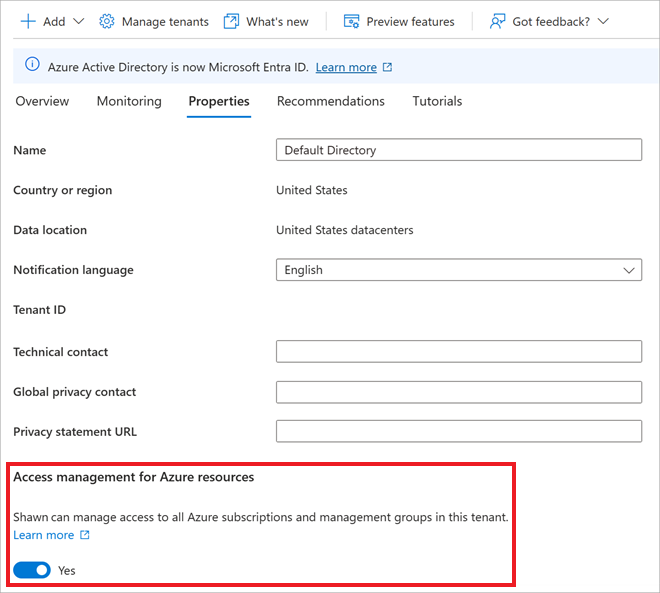 Add Manage tenants What's new Preview features Got feedback?
Azure Active Directory is now Microsoft Entra ID. Learn more
Overview Monitoring Properties Recommendations Tutorials
Name Default Directory
Country or region United States
Data location United States datacenters
Notification language English
Tenant ID
Technical contact
Global privacy contact
Privacy statement URL
Access management for Azure resources
Shawn can manage access to all Azure subscriptions and management groups in this tenant.
Learn more
Yes